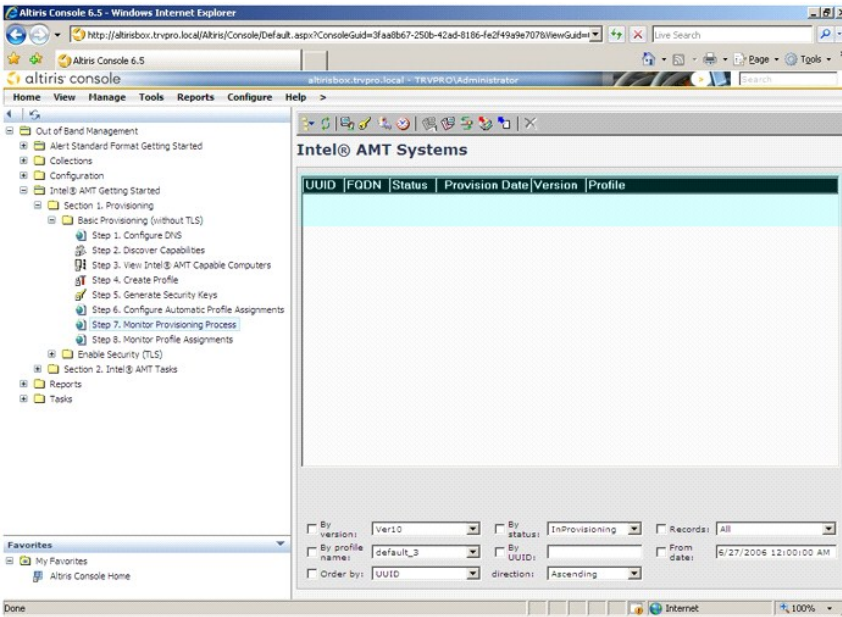 Altiris Console 6.5 - Windows Internet Explorer
http://altirisbox.trvpro.local/Altiris/Console/Default.aspx?ConsoleGuid=3faa8b67-250b-42ad-8186-fe2f49a9e707&ViewGuid=
Live Search
Altiris Console 6.5
Page
Tools
altiris console
altirisbox.trvpro.local - TRVPRO\Administrator
Search
Home View Manage Tools Reports Configure Help >
Out of Band Management
Alert Standard Format Getting Started
Collections
Configuration
Intel® AMT Getting Started
Section 1. Provisioning
Basic Provisioning (without TLS)
Step 1. Configure DNS
Step 2. Discover Capabilities
Step 3. View Intel® AMT Capable Computers
Step 4. Create Profile
Step 5. Generate Security Keys
Step 6. Configure Automatic Profile Assignments
Step 7. Monitor Provisioning Process
Step 8. Monitor Profile Assignments
Enable Security (TLS)
Section 2. Intel® AMT Tasks
Reports
Tasks
Favorites
My Favorites
Altiris Console Home
Intel® AMT Systems
UUID FQDN Status Provision Date Version Profile
By version: Ver10 By status: InProvisioning Records: All
By profile name: default_3 By UUID: From date: 6/27/2006 12:00:00 AM
Order by: UUID direction: Ascending
Done
Internet
100%